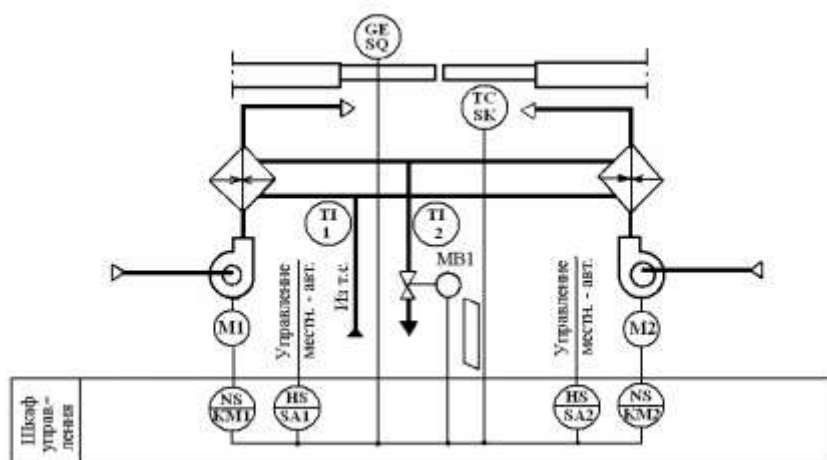 GE
SQ
TC
SK
TI
1
TI
2
MB1
Управление
местн. - авт.
Из т.с.
Управление
местн. - авт.
M1
M2
NS
KM1
HS
SA1
HS
SA2
NS
KM2
Шкаф
управ.-
ления